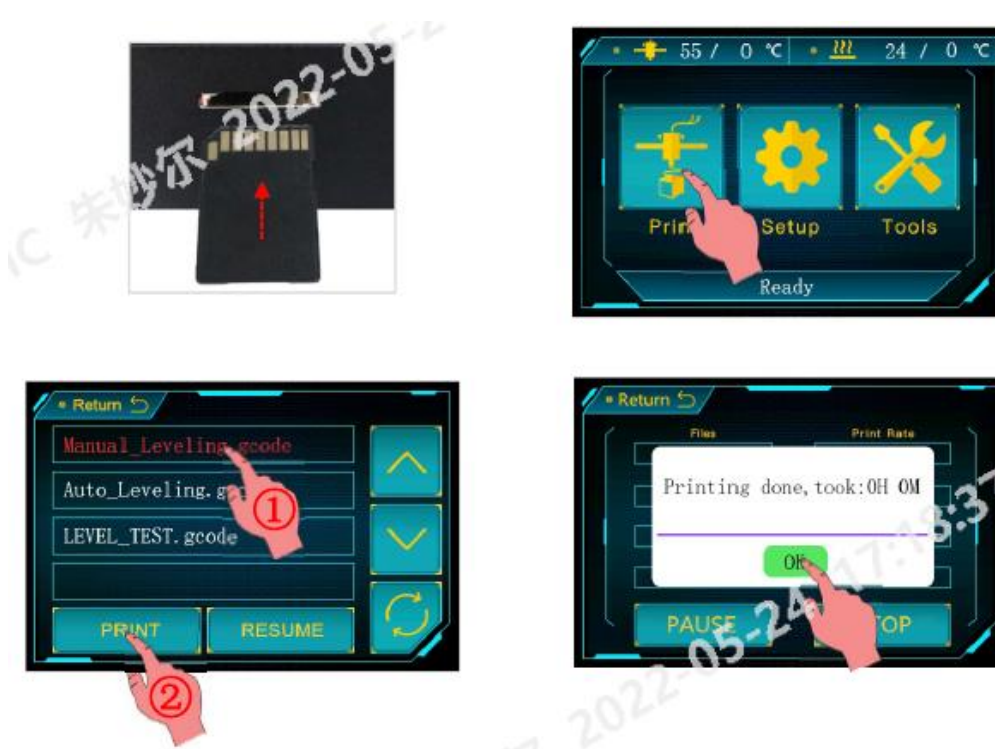 朱妙尔 2022-05-2
IC
55 / 0 ℃
24 / 0 ℃
Print
Setup
Tools
Ready
Return
Manual_Leveling.gcode
①
Auto_Leveling.gcode
LEVEL_TEST.gcode
PRINT
RESUME
②
Return
Files
Print Rate
Printing done,took:0H 0M
OK
PAUSE
STOP
2022-05-24 17:18:37
2022